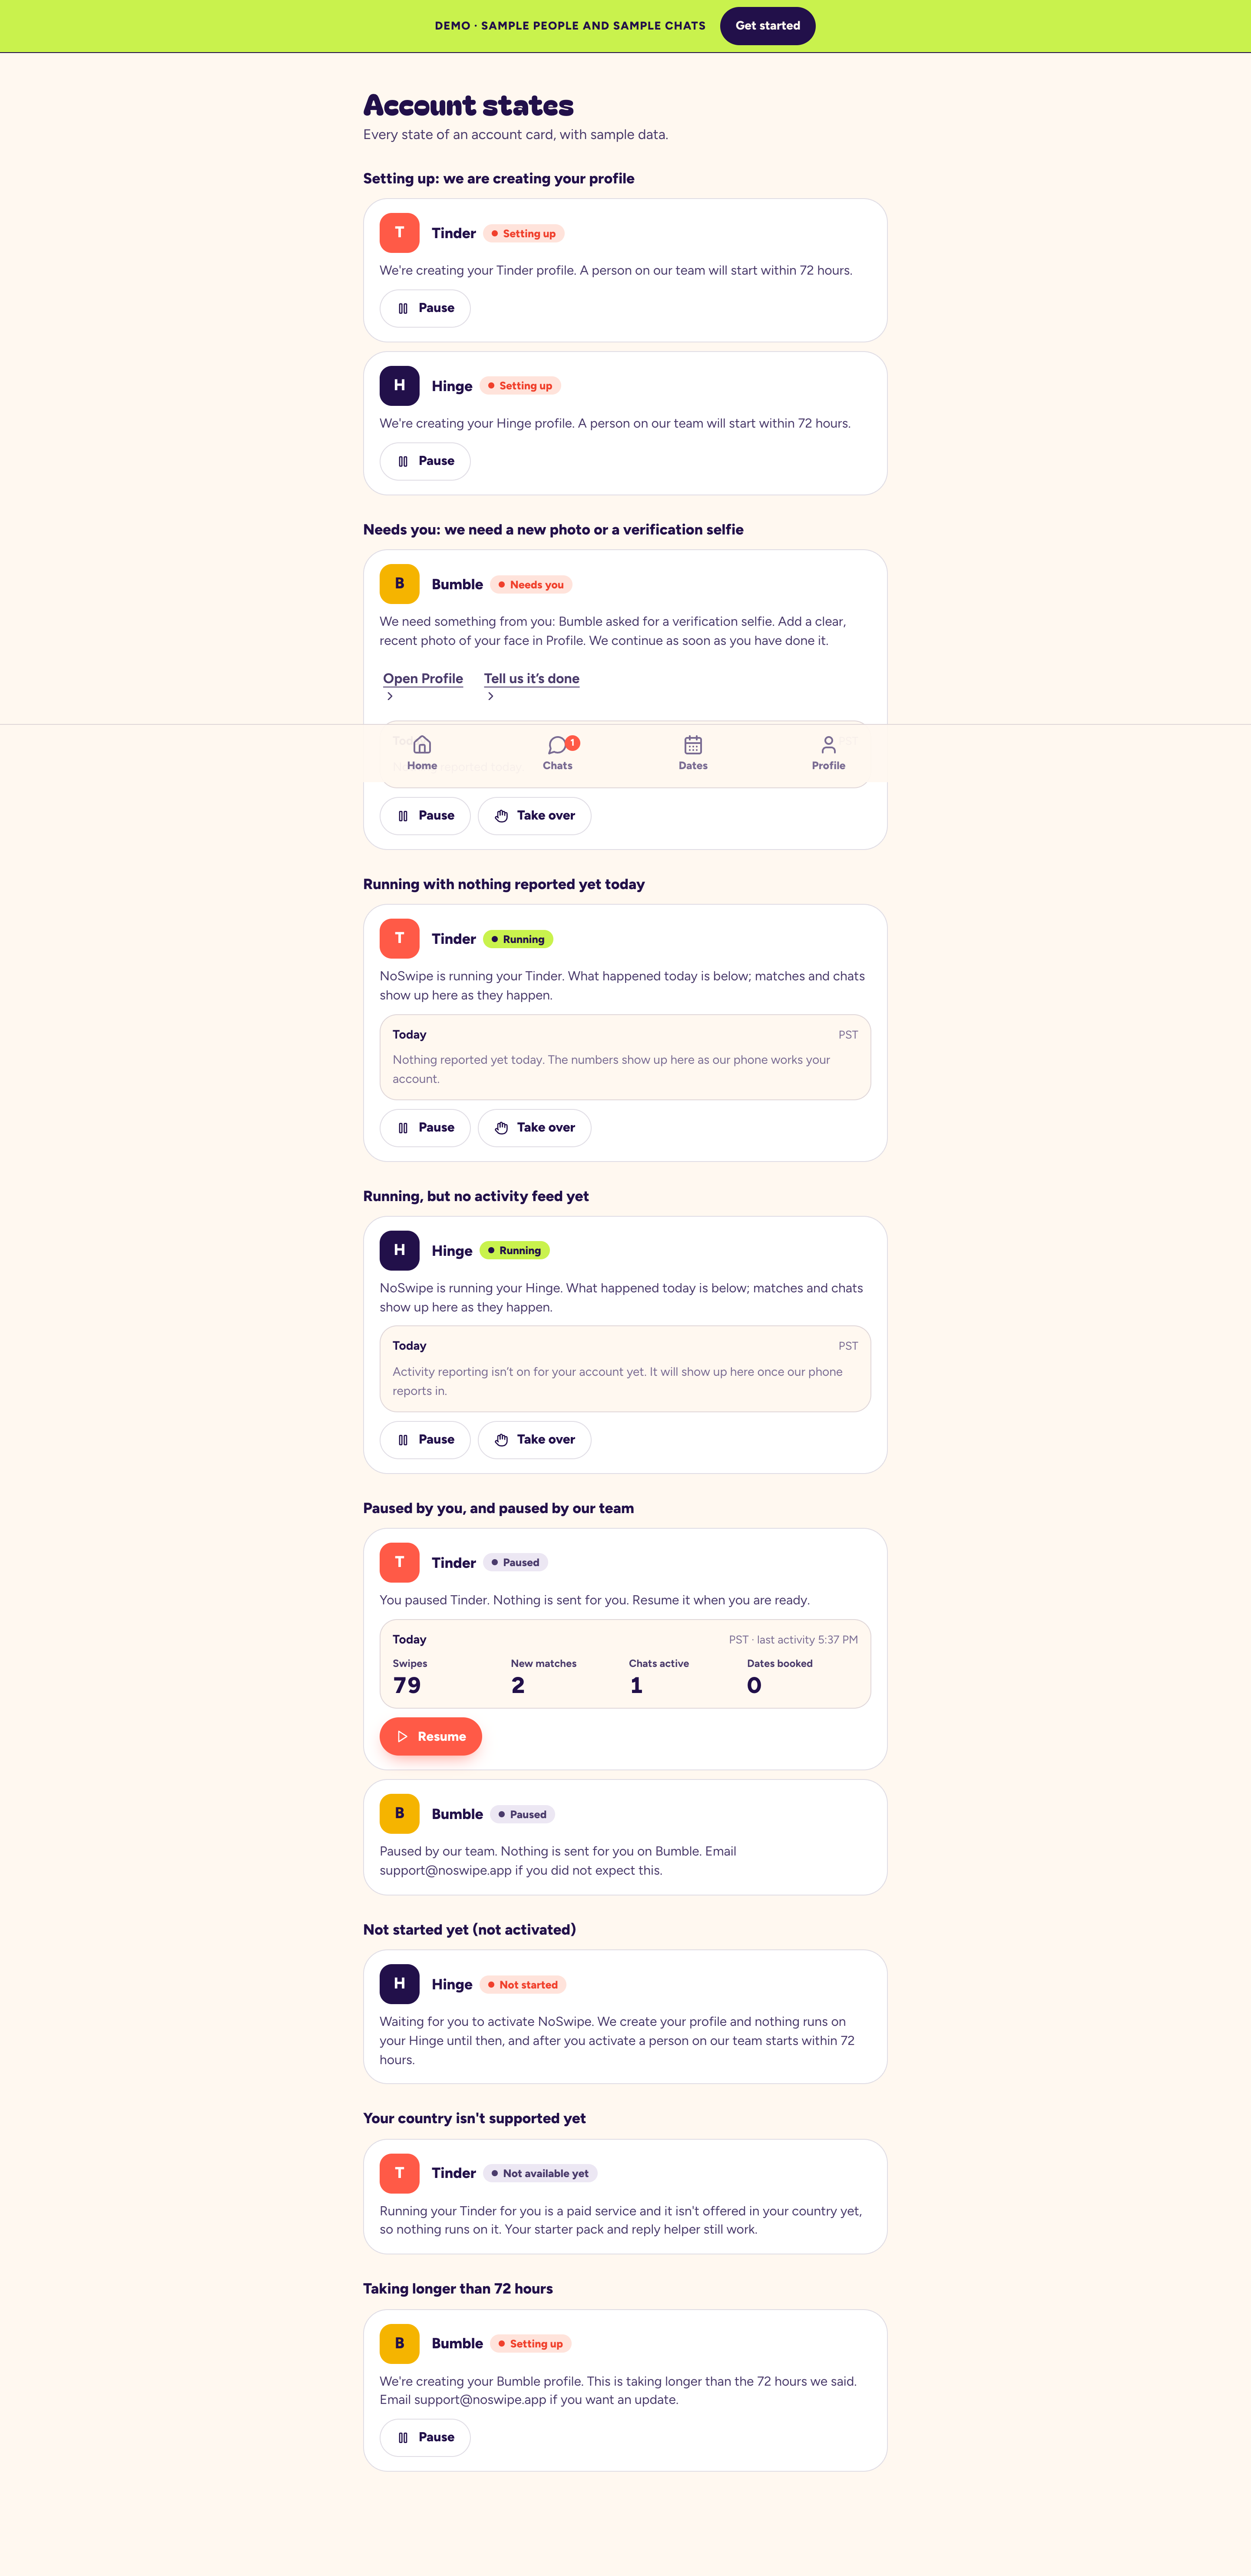 DEMO · SAMPLE PEOPLE AND SAMPLE CHATS
Get started
Account states
Every state of an account card, with sample data.
Setting up: we are creating your profile
T
Tinder
Setting up
We're creating your Tinder profile. A person on our team will start within 72 hours.
Pause
H
Hinge
Setting up
We're creating your Hinge profile. A person on our team will start within 72 hours.
Pause
Needs you: we need a new photo or a verification selfie
B
Bumble
Needs you
We need something from you: Bumble asked for a verification selfie. Add a clear,
recent photo of your face in Profile. We continue as soon as you have done it.
Open Profile
Tell us it’s done
1
Home
Chats
Dates
Profile
Pause
Take over
Running with nothing reported yet today
T
Tinder
Running
NoSwipe is running your Tinder. What happened today is below; matches and chats
show up here as they happen.
Today
PST
Nothing reported yet today. The numbers show up here as our phone works your
account.
Pause
Take over
Running, but no activity feed yet
H
Hinge
Running
NoSwipe is running your Hinge. What happened today is below; matches and chats
show up here as they happen.
Today
PST
Activity reporting isn’t on for your account yet. It will show up here once our phone
reports in.
Pause
Take over
Paused by you, and paused by our team
T
Tinder
Paused
You paused Tinder. Nothing is sent for you. Resume it when you are ready.
Today
PST · last activity 5:37 PM
Swipes
New matches
Chats active
Dates booked
79
2
1
0
Resume
B
Bumble
Paused
Paused by our team. Nothing is sent for you on Bumble. Email
support@noswipe.app if you did not expect this.
Not started yet (not activated)
H
Hinge
Not started
Waiting for you to activate NoSwipe. We create your profile and nothing runs on
your Hinge until then, and after you activate a person on our team starts within 72
hours.
Your country isn't supported yet
T
Tinder
Not available yet
Running your Tinder for you is a paid service and it isn't offered in your country yet,
so nothing runs on it. Your starter pack and reply helper still work.
Taking longer than 72 hours
B
Bumble
Setting up
We're creating your Bumble profile. This is taking longer than the 72 hours we said.
Email support@noswipe.app if you want an update.
Pause